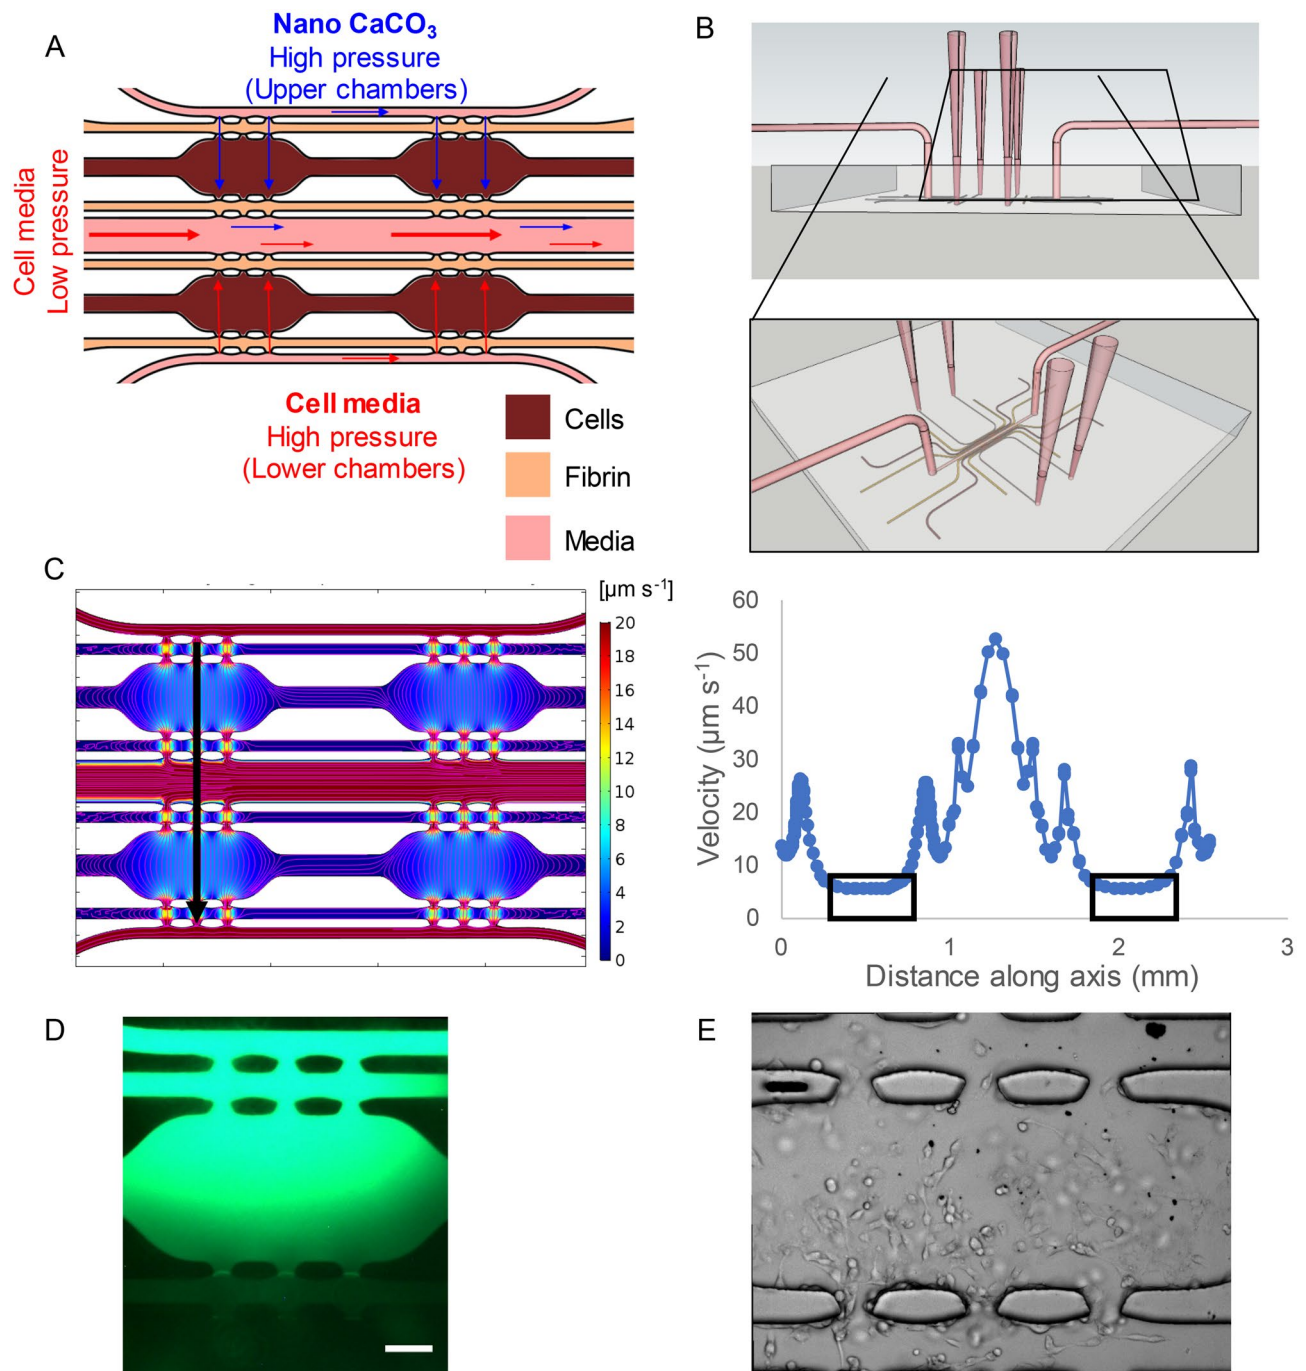 A
Nano CaCO₃
High pressure
(Upper chambers)
Cell media
Low pressure
Cell media
High pressure
(Lower chambers)
Cells
Fibrin
Media
B
C
[µm s⁻¹]
20
18
16
14
12
10
8
6
4
2
0
Velocity (µm s⁻¹)
60
50
40
30
20
10
0
0
1
2
3
Distance along axis (mm)
D
E